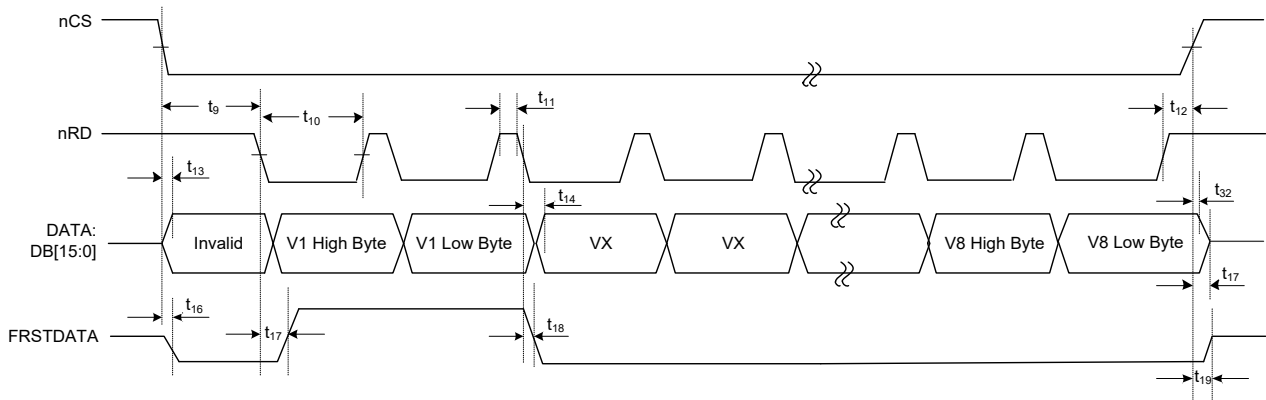 nCS
t9
t10
t11
t12
nRD
t13
t14
t32
DATA:
DB[15:0]
Invalid
V1 High Byte
V1 Low Byte
VX
VX
V8 High Byte
V8 Low Byte
t16
t17
t17
t18
FRSTDATA
t19